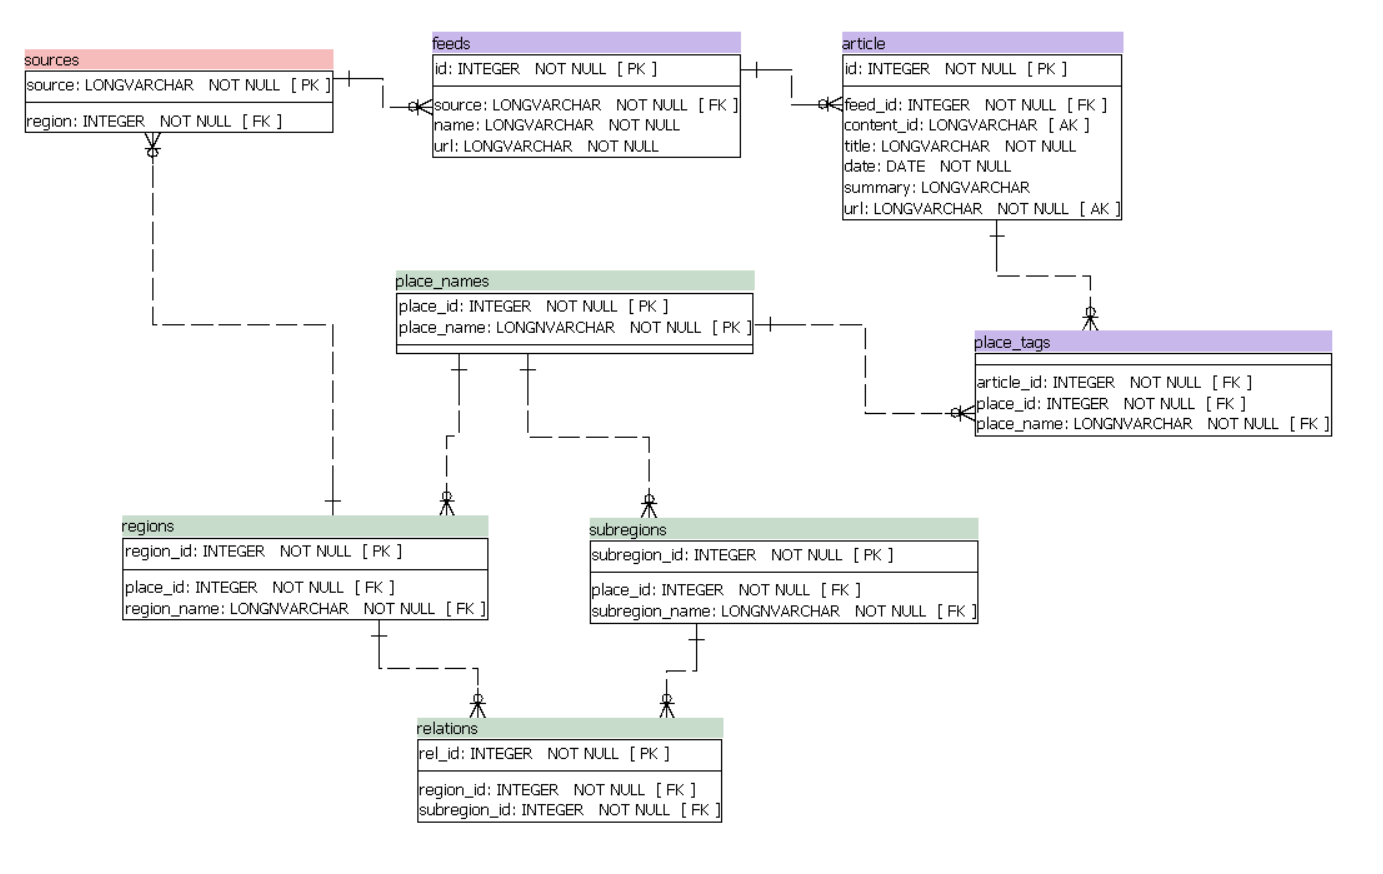 sources
source: LONGVARCHAR NOT NULL [ PK ]
region: INTEGER NOT NULL [ FK ]
feeds
id: INTEGER NOT NULL [ PK ]
source: LONGVARCHAR NOT NULL [ FK ]
name: LONGVARCHAR NOT NULL
url: LONGVARCHAR NOT NULL
article
id: INTEGER NOT NULL [ PK ]
feed_id: INTEGER NOT NULL [ FK ]
content_id: LONGVARCHAR [ AK ]
title: LONGVARCHAR NOT NULL
date: DATE NOT NULL
summary: LONGVARCHAR
url: LONGVARCHAR NOT NULL [ AK ]
place_names
place_id: INTEGER NOT NULL [ PK ]
place_name: LONGNVARCHAR NOT NULL [ PK ]
place_tags
article_id: INTEGER NOT NULL [ FK ]
place_id: INTEGER NOT NULL [ FK ]
place_name: LONGNVARCHAR NOT NULL [ FK ]
regions
region_id: INTEGER NOT NULL [ PK ]
place_id: INTEGER NOT NULL [ FK ]
region_name: LONGNVARCHAR NOT NULL [ FK ]
subregions
subregion_id: INTEGER NOT NULL [ PK ]
place_id: INTEGER NOT NULL [ FK ]
subregion_name: LONGNVARCHAR NOT NULL [ FK ]
relations
rel_id: INTEGER NOT NULL [ PK ]
region_id: INTEGER NOT NULL [ FK ]
subregion_id: INTEGER NOT NULL [ FK ]